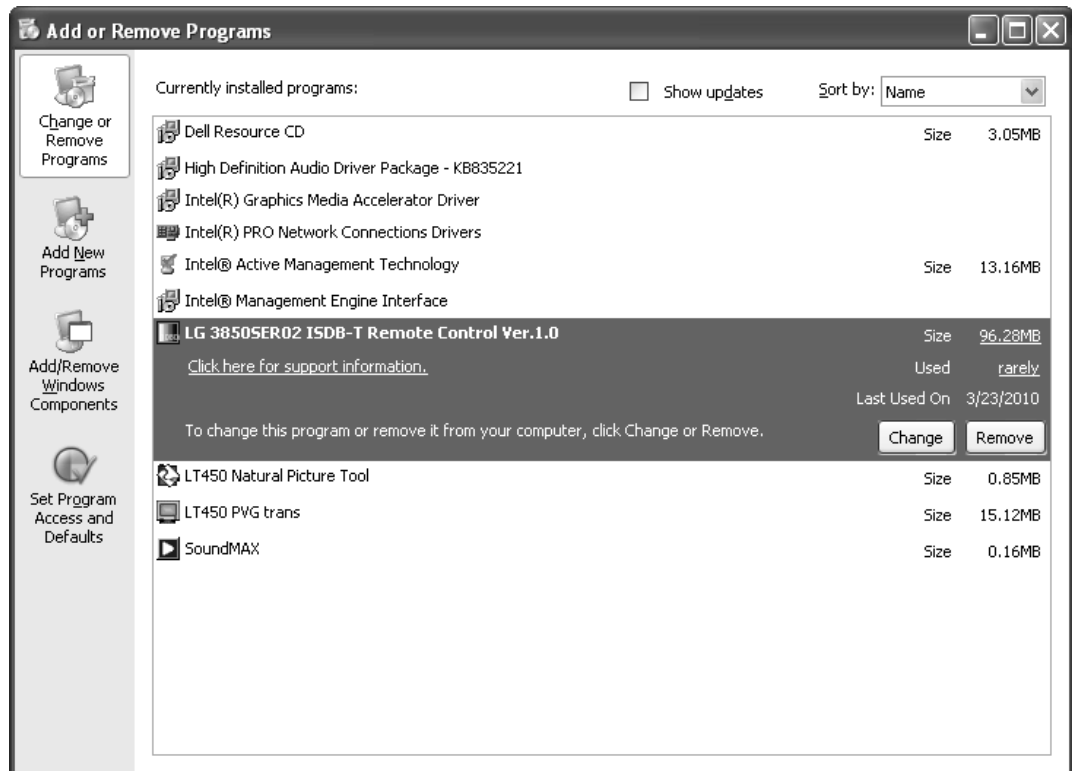 Add or Remove Programs
Change or
Remove
Programs
Add New
Programs
Add/Remove
Windows
Components
Set Program
Access and
Defaults
Currently installed programs:
Show updates
Sort by: Name
Dell Resource CD Size 3.05MB
High Definition Audio Driver Package - KB835221
Intel(R) Graphics Media Accelerator Driver
Intel(R) PRO Network Connections Drivers
Intel® Active Management Technology Size 13.16MB
Intel® Management Engine Interface
LG 3850SER02 ISDB-T Remote Control Ver.1.0 Size 96.28MB
Click here for support information. Used rarely
Last Used On 3/23/2010
To change this program or remove it from your computer, click Change or Remove. Change Remove
LT450 Natural Picture Tool Size 0.85MB
LT450 PVG trans Size 15.12MB
SoundMAX Size 0.16MB